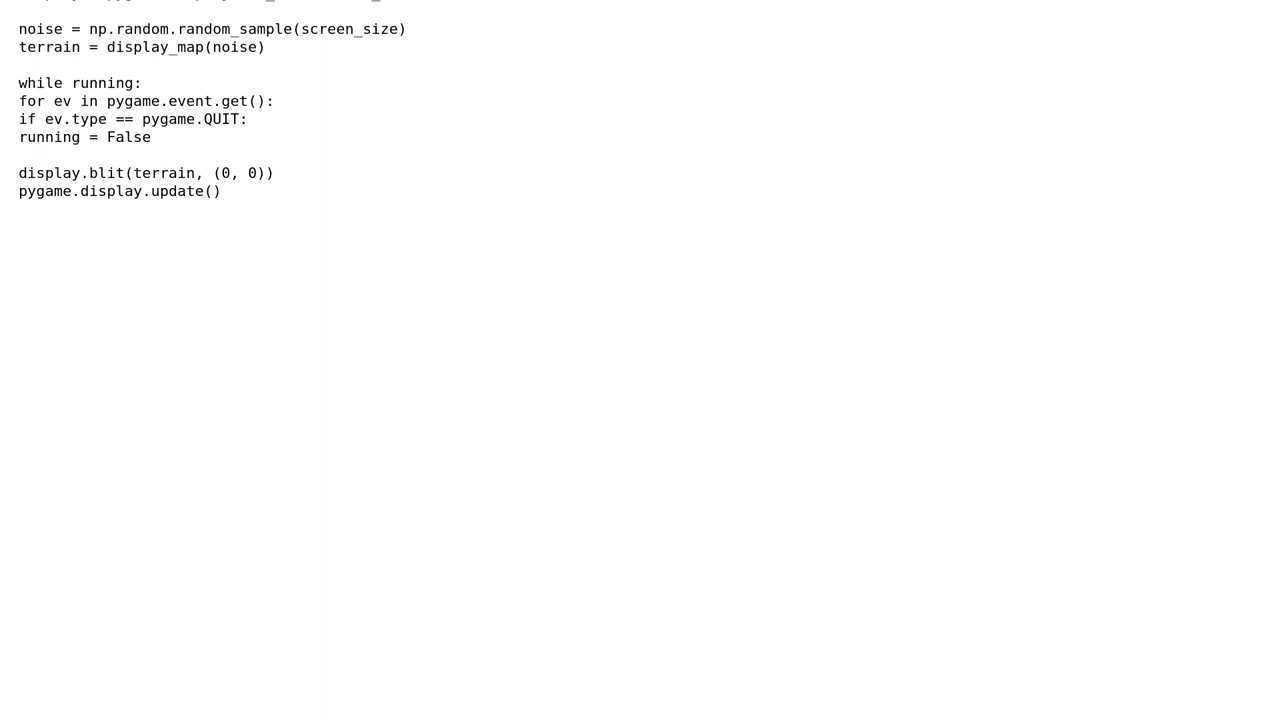 noise = np.random.random_sample(screen_size)
terrain = display_map(noise)
while running:
for ev in pygame.event.get():
if ev.type == pygame.QUIT:
running = False
display.blit(terrain, (0, 0))
pygame.display.update()